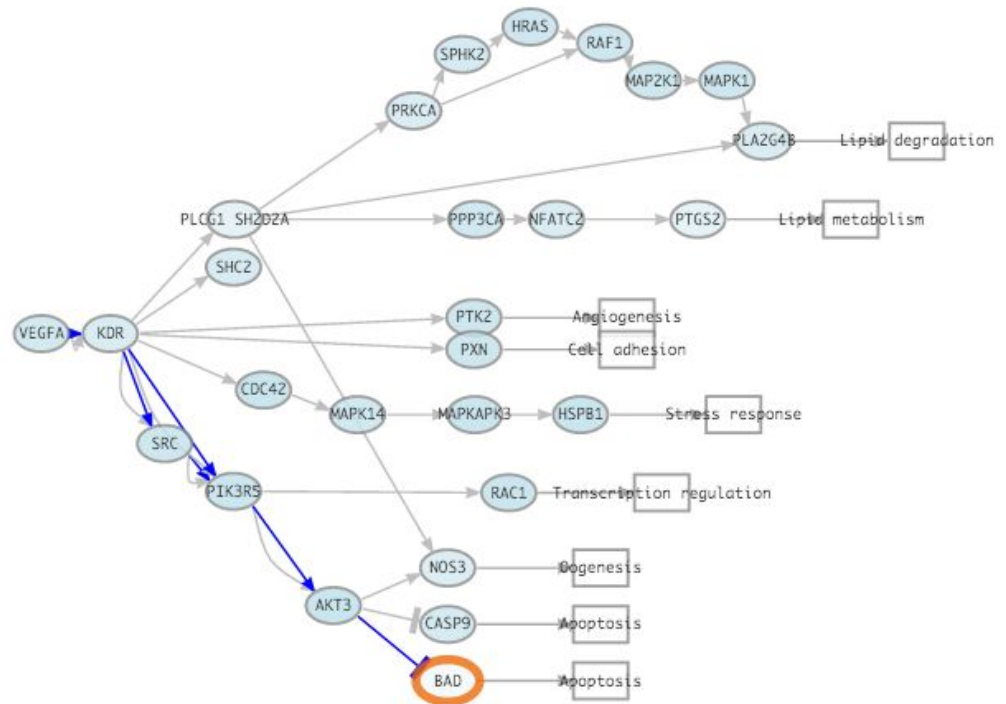 HRAS
RAF1
SPHK2
MAP2K1
MAPK1
PRKCA
PLA2G4B
Lipid degradation
PLCG1 SH2D2A
PPP3CA
NFATC2
PTGS2
Lipid metabolism
SHC2
VEGFA
KDR
PTK2
Angiogenesis
PXN
Cell adhesion
CDC42
MAPK14
MAPKAPK3
HSPB1
Stress response
SRC
PIK3R5
RAC1
Transcription regulation
NOS3
Oogenesis
AKT3
CASP9
Apoptosis
BAD
Apoptosis